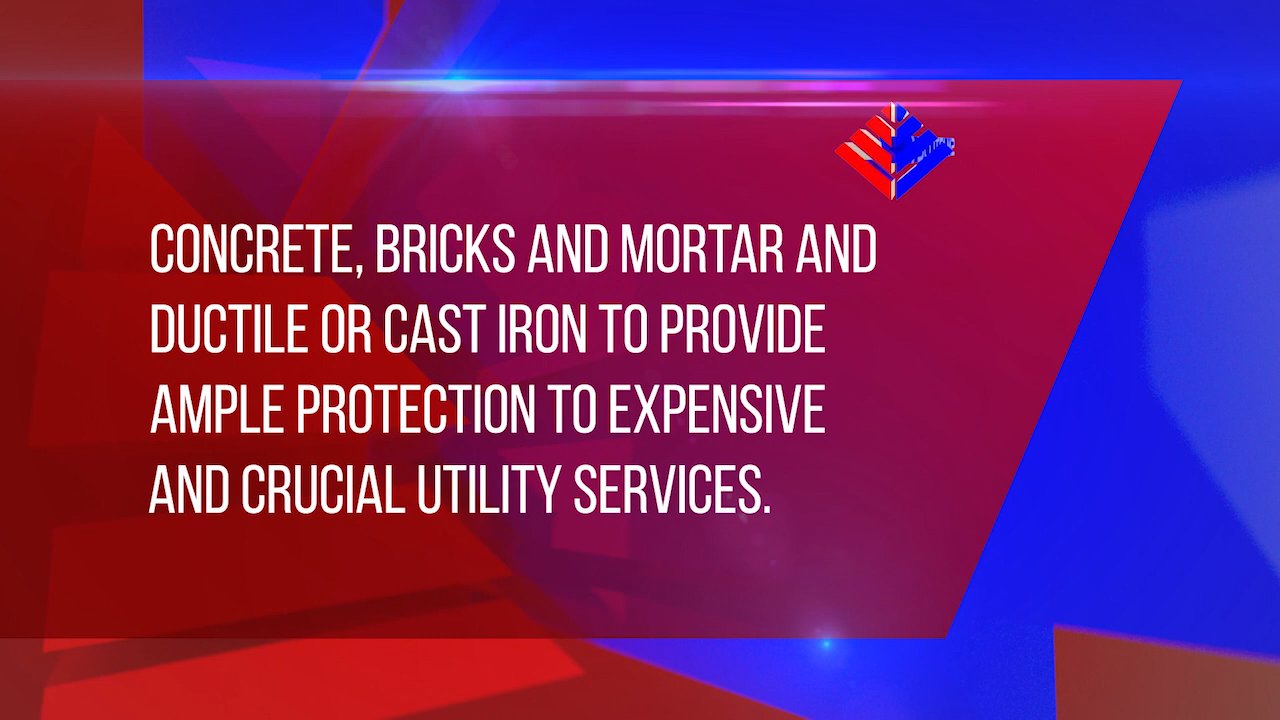 CONCRETE, BRICKS AND MORTAR AND
DUCTILE OR CAST IRON TO PROVIDE
AMPLE PROTECTION TO EXPENSIVE
AND CRUCIAL UTILITY SERVICES.